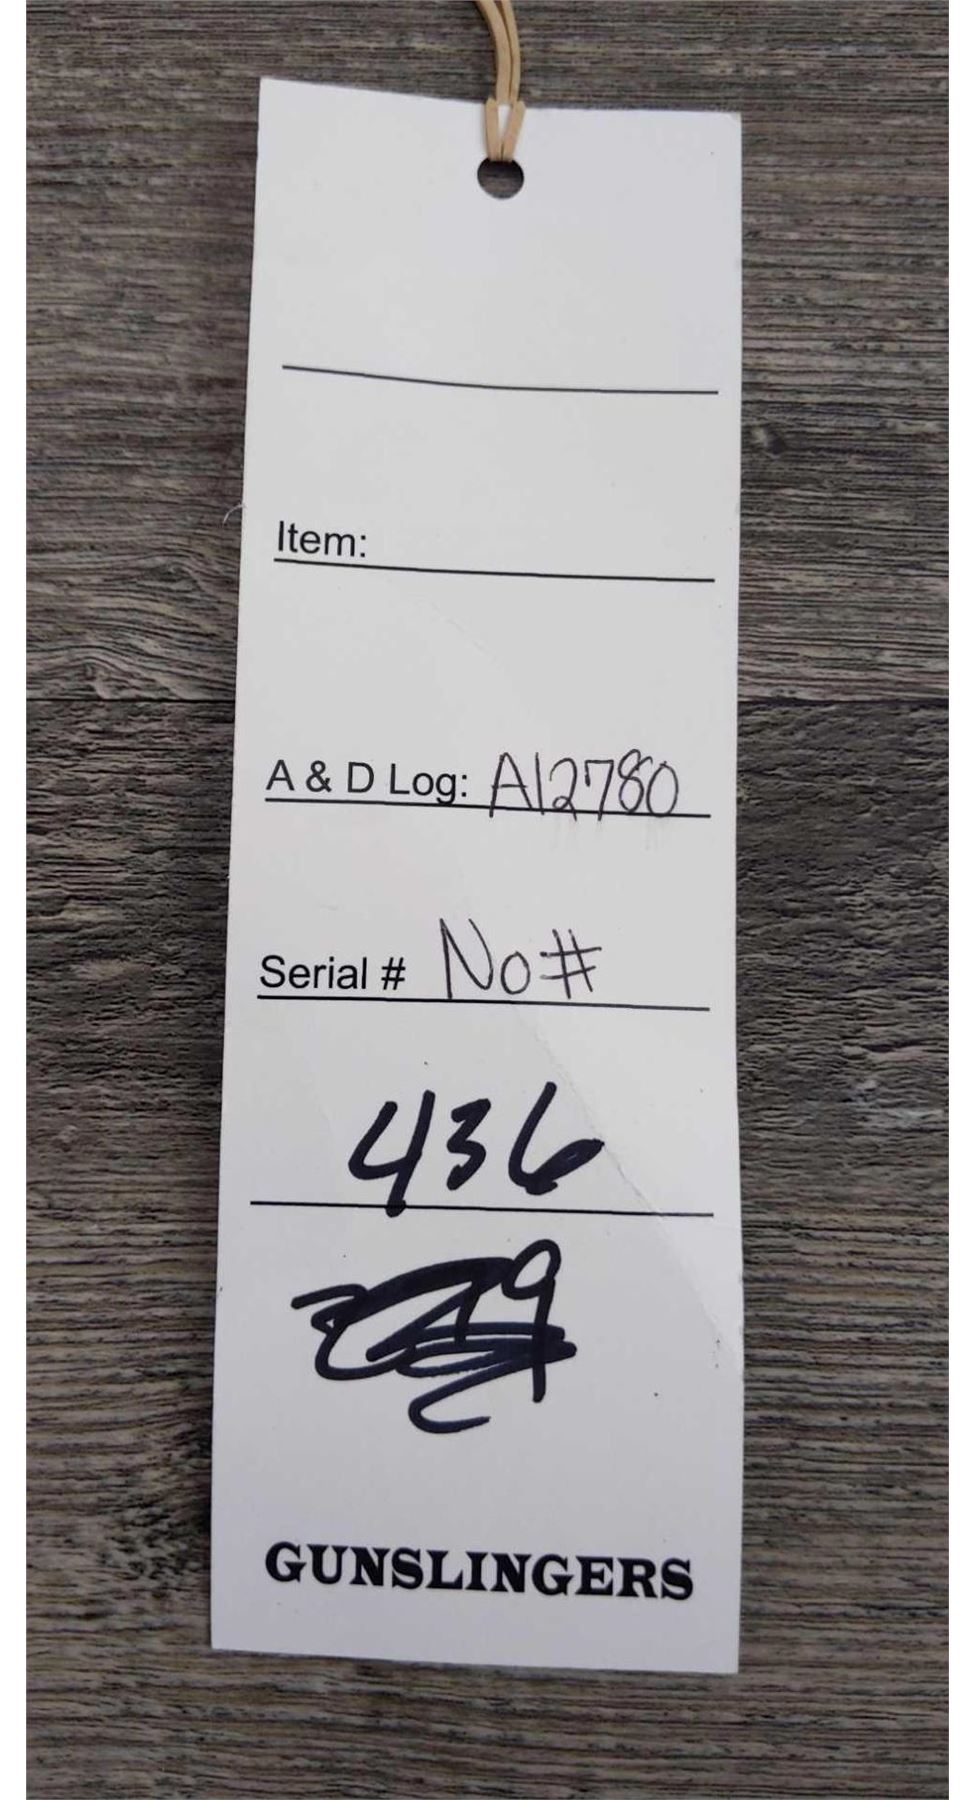 Item:
A & D Log: A12780
Serial # No#
436
GUNSLINGERS